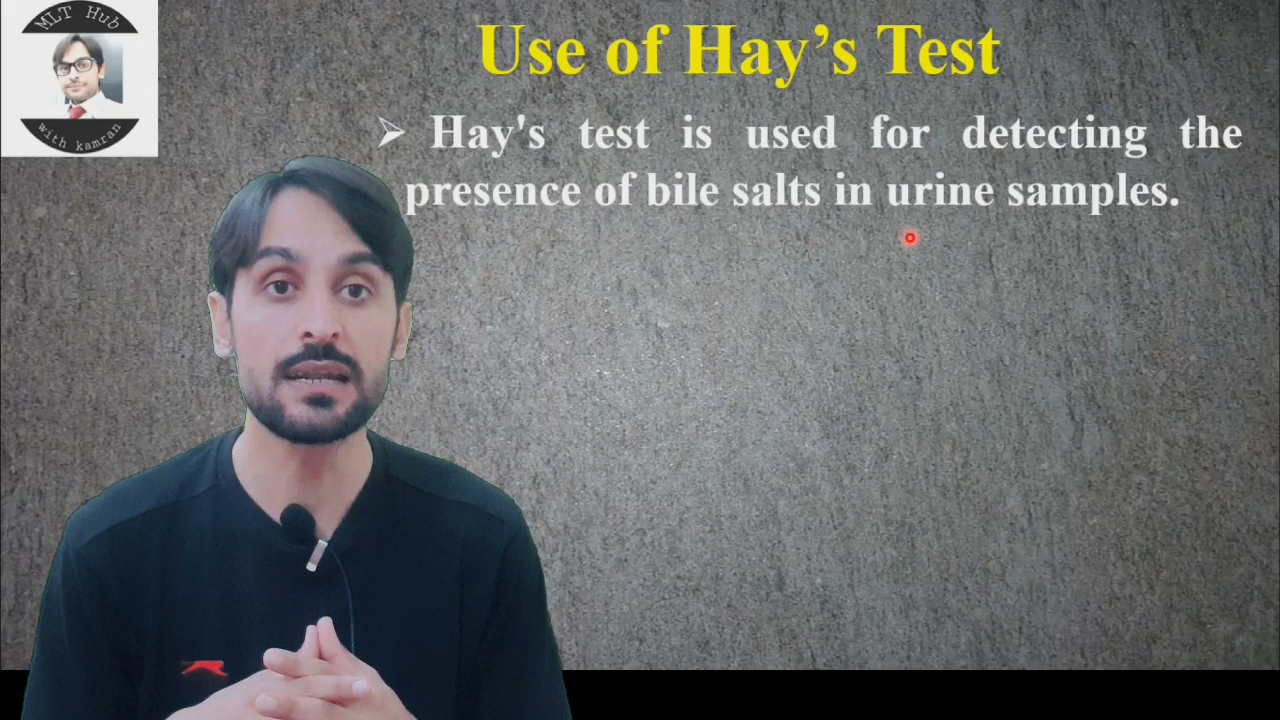 MLT Hub
with kamran
Use of Hay’s Test
➢ Hay's test is used for detecting the
presence of bile salts in urine samples.